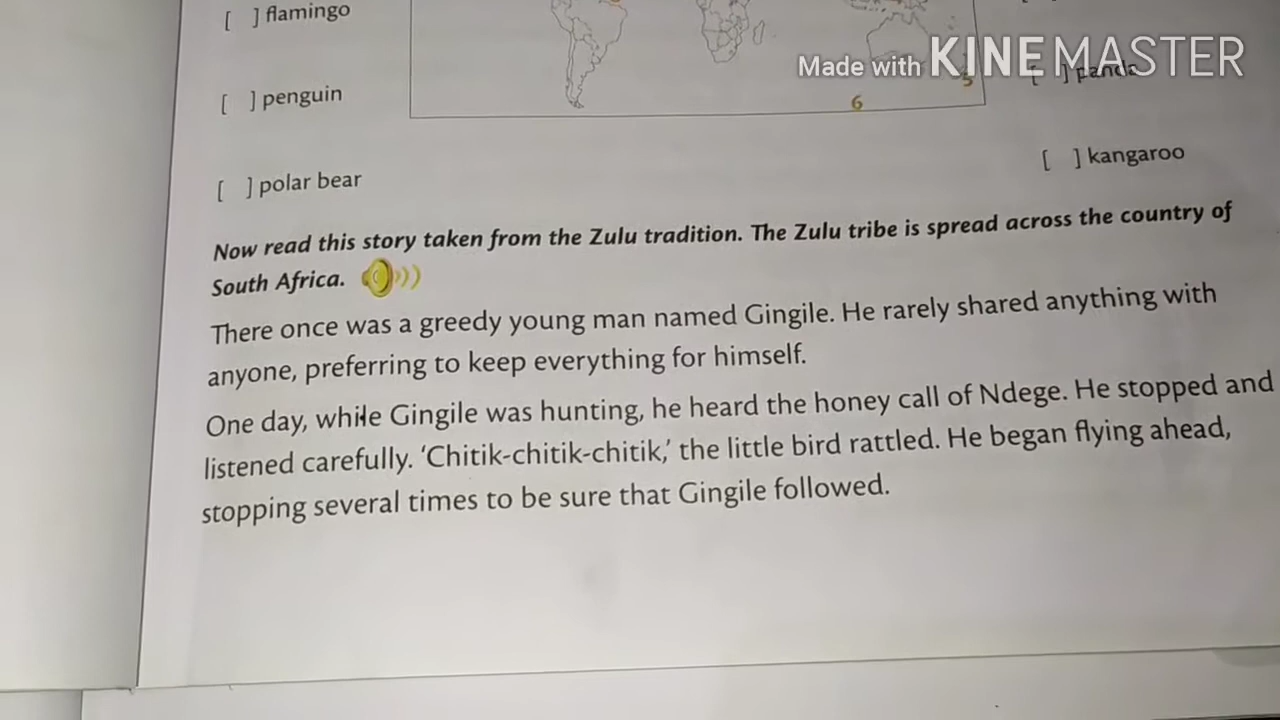 [ ] flamingo
Made with KINEMASTER
[ ] penguin
[ ] panda
5
6
[ ] polar bear
[ ] kangaroo
Now read this story taken from the Zulu tradition. The Zulu tribe is spread across the country of
South Africa.
There once was a greedy young man named Gingile. He rarely shared anything with
anyone, preferring to keep everything for himself.
One day, while Gingile was hunting, he heard the honey call of Ndege. He stopped and
listened carefully. ‘Chitik-chitik-chitik,’ the little bird rattled. He began flying ahead,
stopping several times to be sure that Gingile followed.